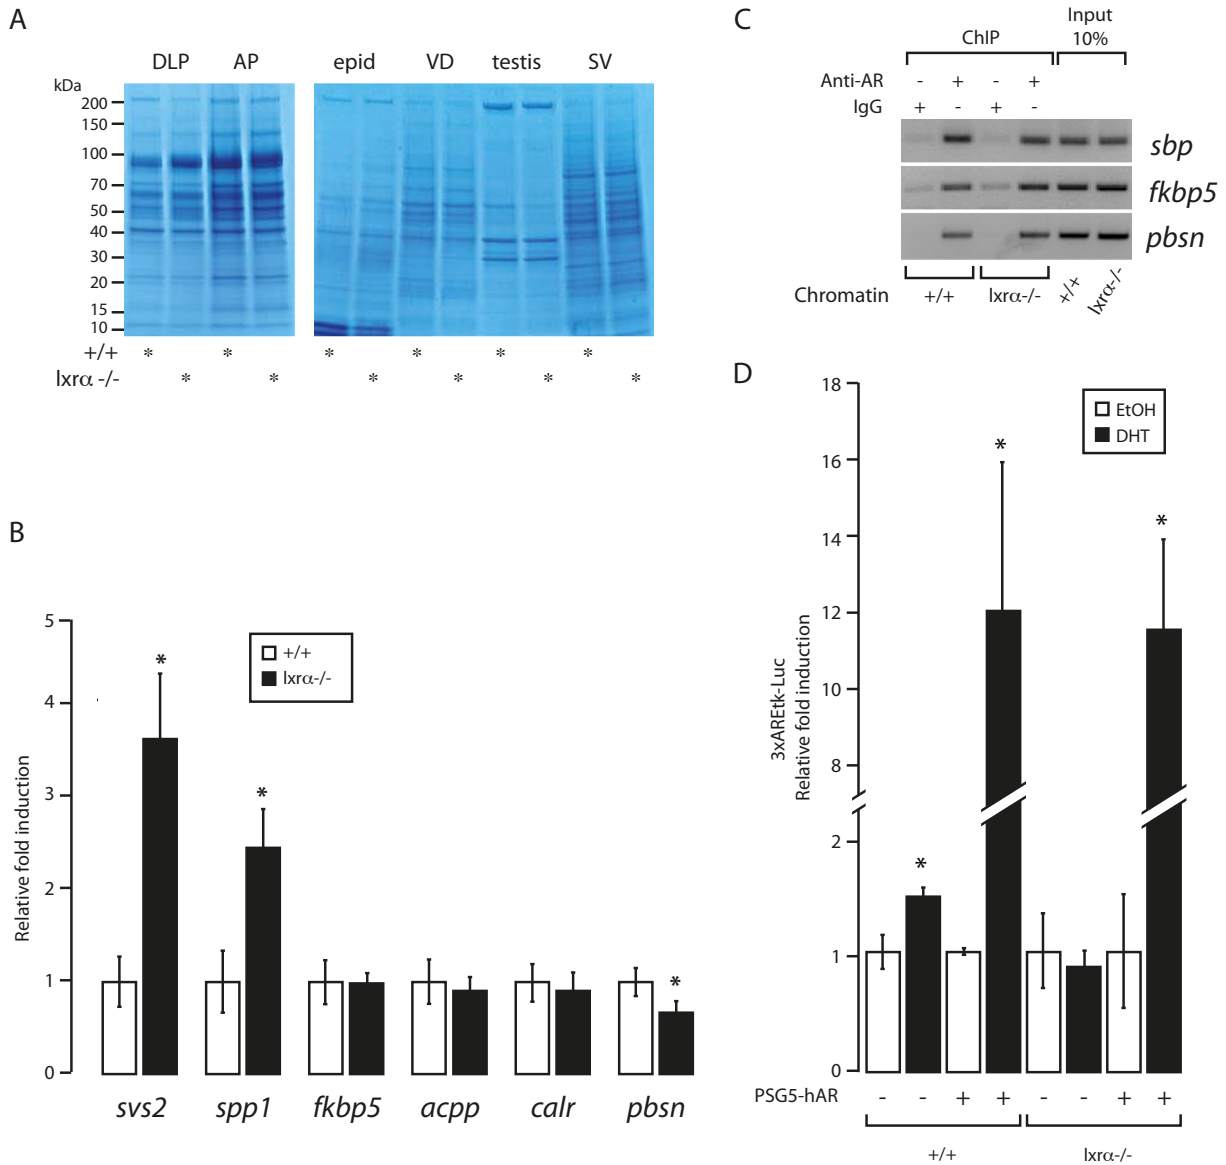 A
DLP AP epid VD testis SV
kDa
200
150
100
70
50
40
30
20
15
10
+/+ * * * * * *
lxrα -/- * * * * * *
B
5
4
3
2
1
0
Relative fold induction
+/+
lxrα-/-
* * *
svs2 spp1 fkbp5 acpp calr pbsn
C
Input
10%
ChIP
Anti-AR - + - +
IgG + - + -
sbp
fkbp5
pbsn
Chromatin +/+ lxrα-/- +/+ lxrα-/-
D
18
16
14
12
10
8
2
1
0
3xAREtk-Luc
Relative fold induction
EtOH
DHT
* * *
PSG5-hAR - - + + - - + +
+/+ lxrα-/-